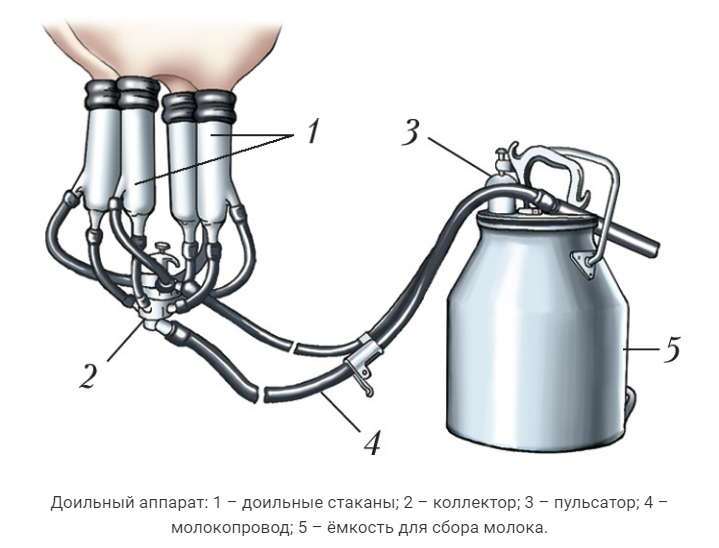 1
3
2
5
4
Доильный аппарат: 1 – доильные стаканы; 2 – коллектор; 3 – пульсатор; 4 –
молокопровод; 5 – ёмкость для сбора молока.